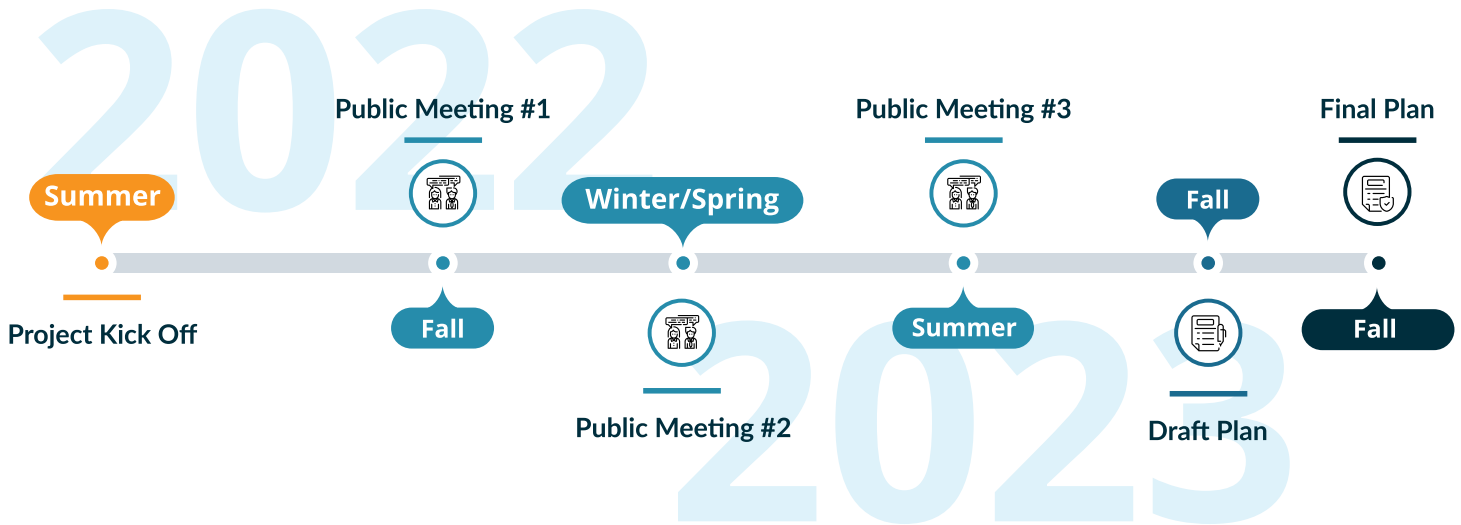 2022
Public Meeting #1
Public Meeting #3
Final Plan
Summer
Winter/Spring
Fall
Project Kick Off
Fall
Summer
Fall
Public Meeting #2
Draft Plan
2023